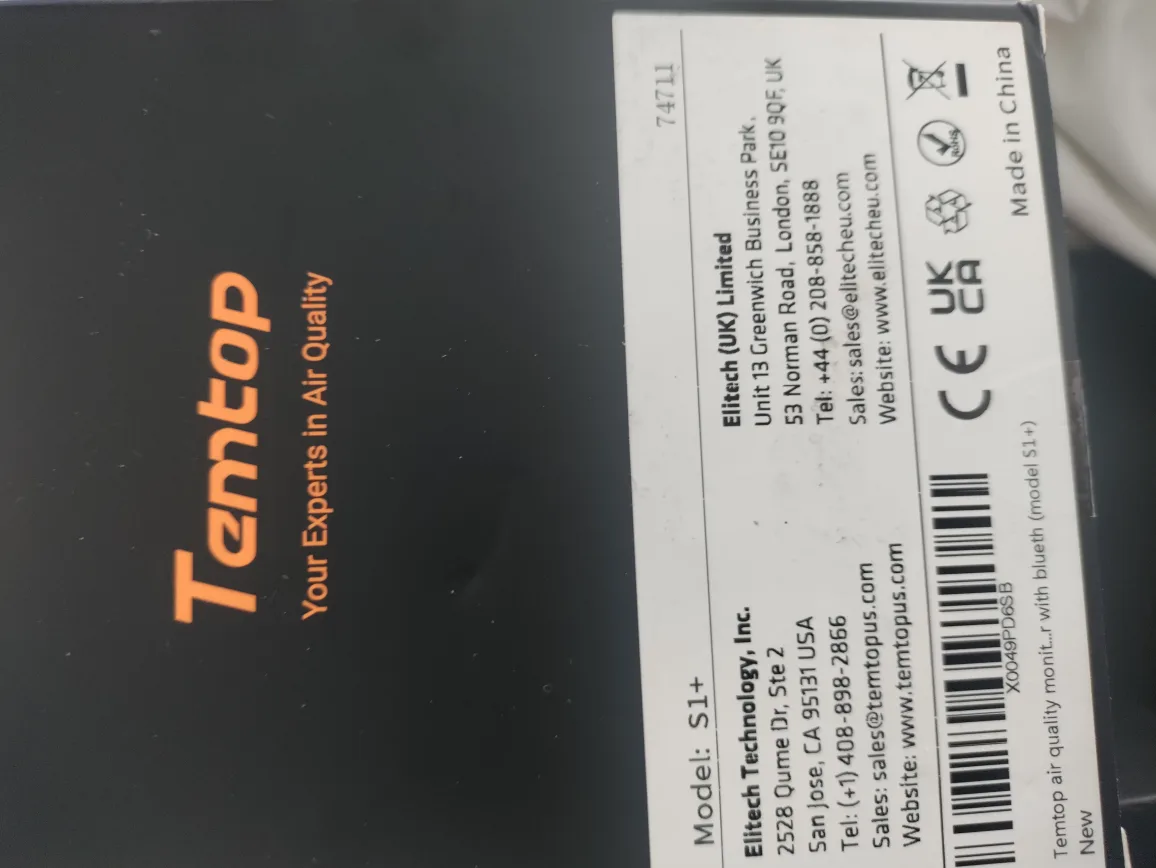 Temtop
Your Experts in Air Quality
74711
Model: S1+
Elitech Technology, Inc.
2528 Qume Dr, Ste 2
San Jose, CA 95131 USA
Tel: (+1) 408-898-2866
Sales: sales@temtopus.com
Website: www.temtopus.com
Elitech (UK) Limited
Unit 13 Greenwich Business Park,
53 Norman Road, London, SE10 9QF, UK
Tel: +44 (0) 208-858-1888
Sales: sales@elitecheu.com
Website: www.elitecheu.com
CE
UK
CA
RoHS
Made in China
X0049PD6SB
Temtop air quality monit...r with blueth (model S1+)
New